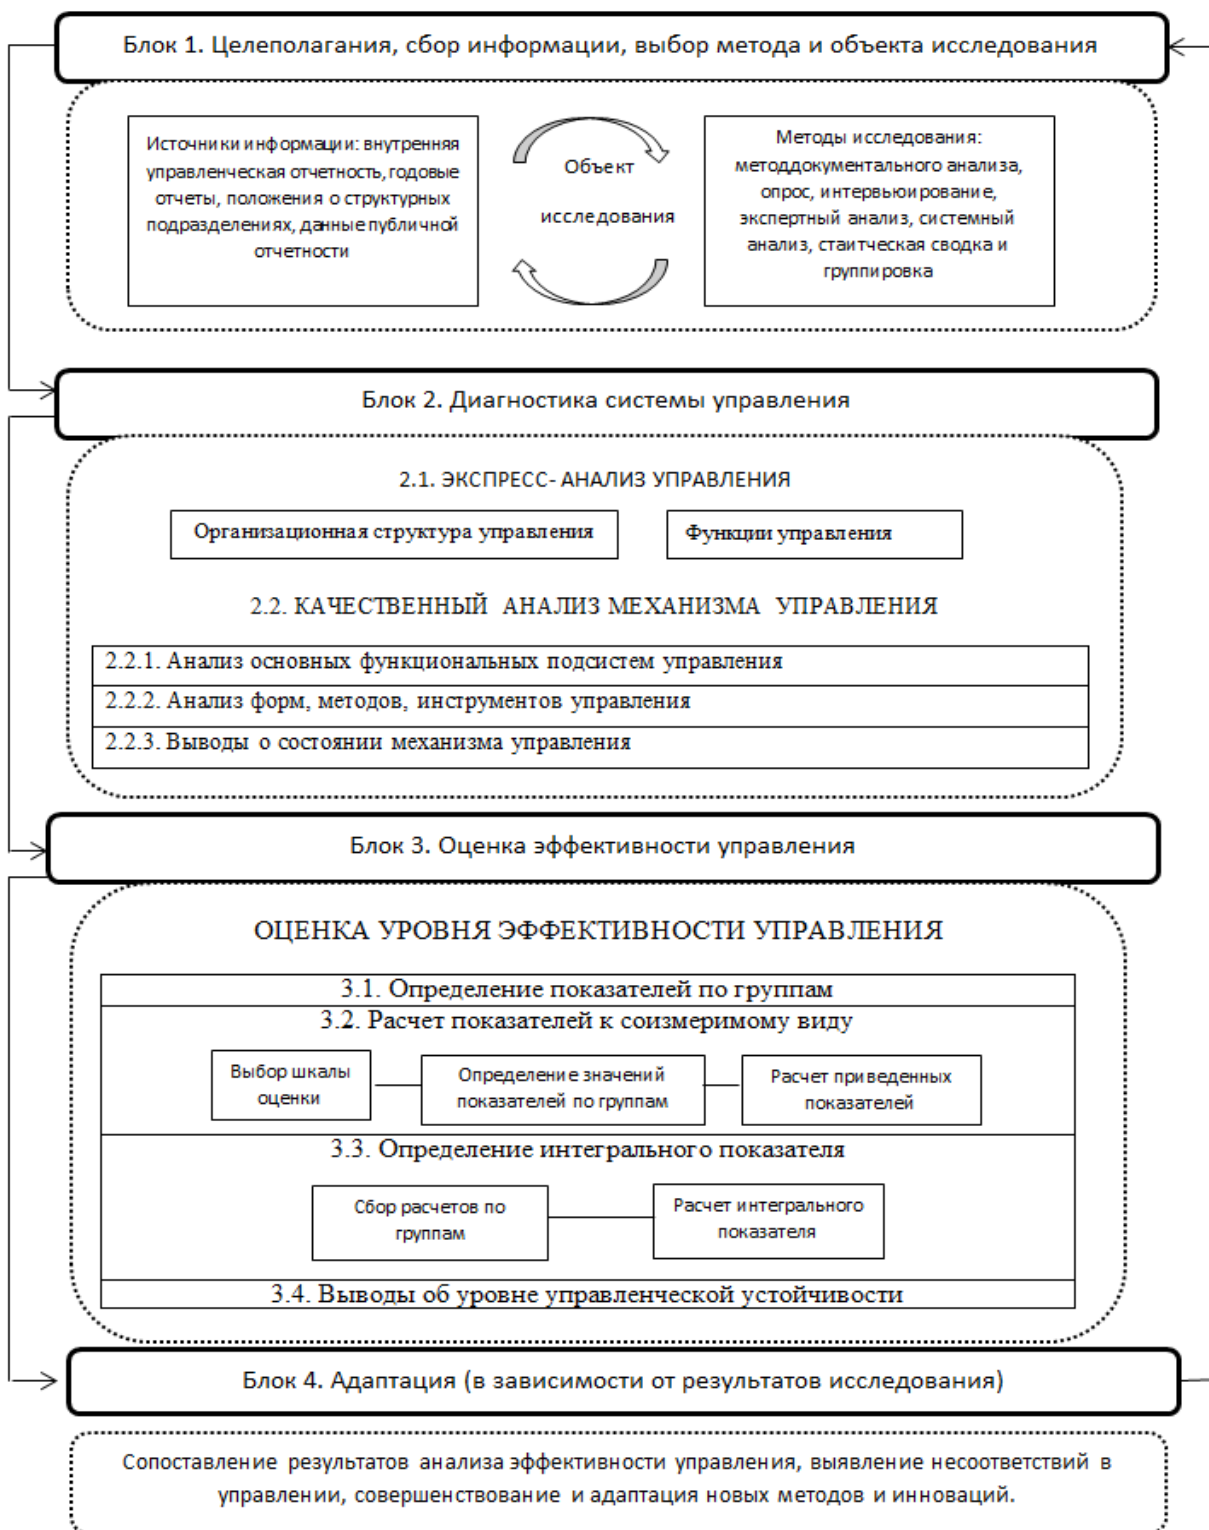 Блок 1. Целеполагания, сбор информации, выбор метода и объекта исследования
Источники информации: внутренняя
управленческая отчетность, годовые
отчеты, положения о структурных
подразделениях, данные публичной
отчетности
Объект
исследования
Методы исследования:
методдокументального анализа,
опрос, интервьюирование,
экспертный анализ, системный
анализ, стаитческая сводка и
группировка
Блок 2. Диагностика системы управления
2.1. ЭКСПРЕСС- АНАЛИЗ УПРАВЛЕНИЯ
Организационная структура управления
Функции управления
2.2. КАЧЕСТВЕННЫЙ АНАЛИЗ МЕХАНИЗМА УПРАВЛЕНИЯ
2.2.1. Анализ основных функциональных подсистем управления
2.2.2. Анализ форм, методов, инструментов управления
2.2.3. Выводы о состоянии механизма управления
Блок 3. Оценка эффективности управления
ОЦЕНКА УРОВНЯ ЭФФЕКТИВНОСТИ УПРАВЛЕНИЯ
3.1. Определение показателей по группам
3.2. Расчет показателей к соизмеримому виду
Выбор шкалы
оценки
Определение значений
показателей по группам
Расчет приведенных
показателей
3.3. Определение интегрального показателя
Сбор расчетов по
группам
Расчет интегрального
показателя
3.4. Выводы об уровне управленческой устойчивости
Блок 4. Адаптация (в зависимости от результатов исследования)
Сопоставление результатов анализа эффективности управления, выявление несоответствий в
управлении, совершенствование и адаптация новых методов и инноваций.